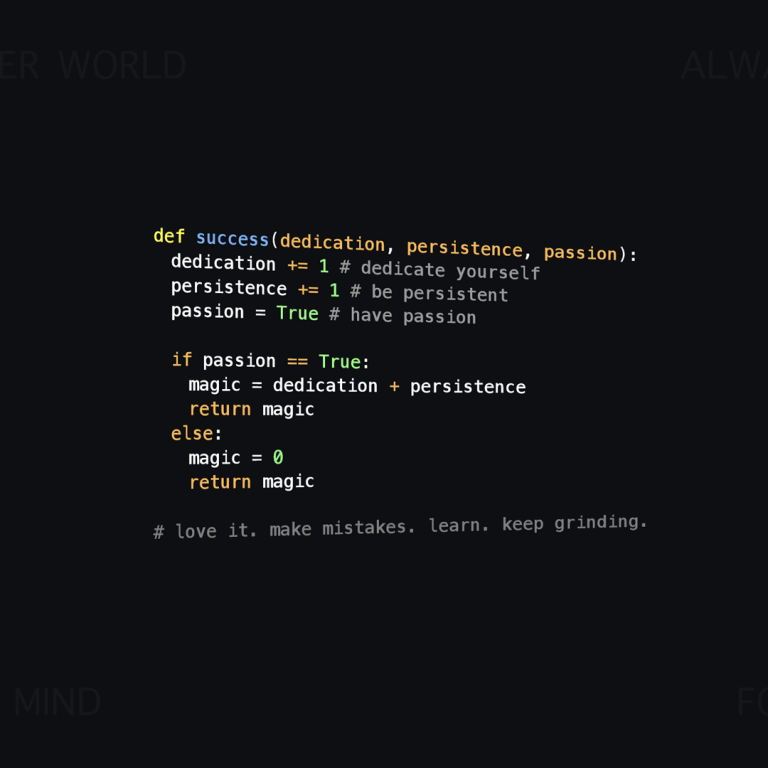 ER WORLD
def success(dedication, persistence, passion):
dedication += 1 # dedicate yourself
persistence += 1 # be persistent
passion = True # have passion
if passion == True:
magic = dedication + persistence
return magic
else:
magic = 0
return magic
# love it. make mistakes. learn. keep grinding.
MIND